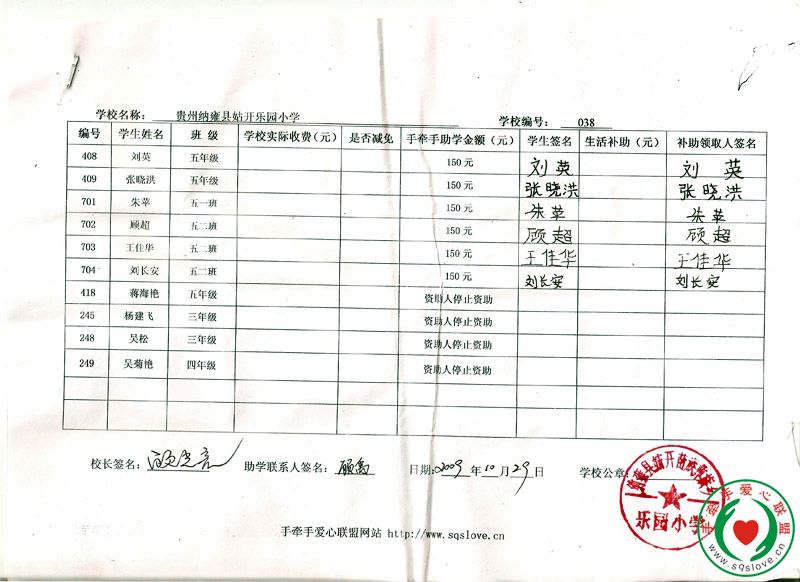 学校名称: 贵州纳雍县姑开乐园小学 学校编号: 038
编号 学生姓名 班 级 学校实际收费(元) 是否减免 手牵手助学金额(元) 学生签名 生活补助(元) 补助领取人签名
408 刘英 五年级 150元 刘英 刘英
409 张晓洪 五年级 150元 张晓洪 张晓洪
701 朱苹 五一班 150元 朱苹 朱苹
702 顾超 五二班 150元 顾超 顾超
703 王佳华 五二班 150元 王佳华 王佳华
704 刘长安 五二班 150元 刘长安 刘长安
418 蒋海艳 五年级 资助人停止资助
245 杨建飞 三年级 资助人停止资助
248 吴松 三年级 资助人停止资助
249 吴菊艳 四年级 资助人停止资助
校长签名: 助学联系人签名: 日期:2009年10月29日 学校公章:
乐园小学
手牵手爱心联盟
www.sqslove.cn
手牵手爱心联盟网站 http://www.sqslove.cn